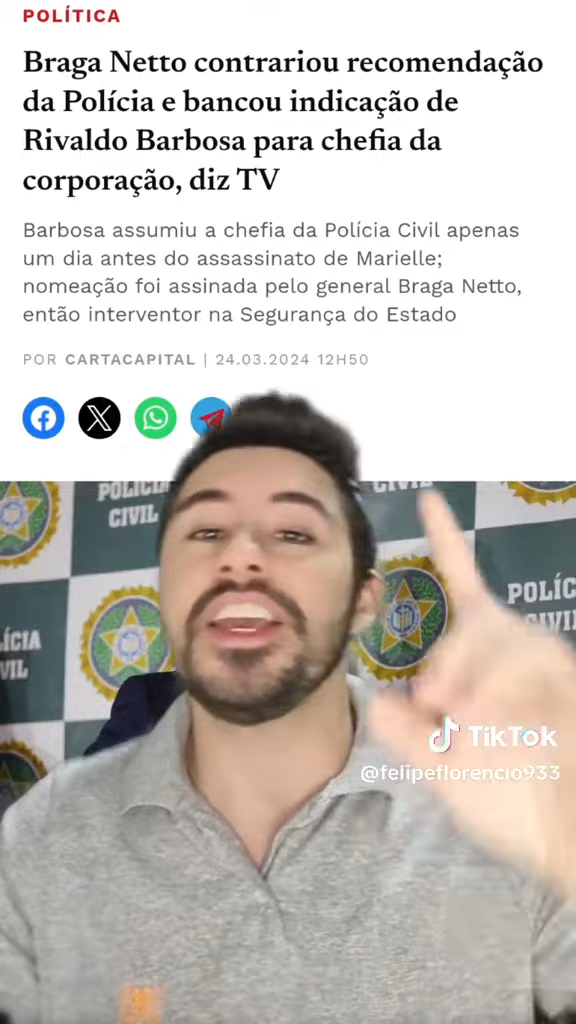 POLÍTICA
Braga Netto contrariou recomendação
da Polícia e bancou indicação de
Rivaldo Barbosa para chefia da
corporação, diz TV
Barbosa assumiu a chefia da Polícia Civil apenas
um dia antes do assassinato de Marielle;
nomeação foi assinada pelo general Braga Netto,
então interventor na Segurança do Estado
POR CARTACAPITAL | 24.03.2024 12H50
POLÍCIA
CIVIL
CIVIL
POLÍC
CIVIL
LÍCIA
VIL
TikTok
@felipeflorencio933